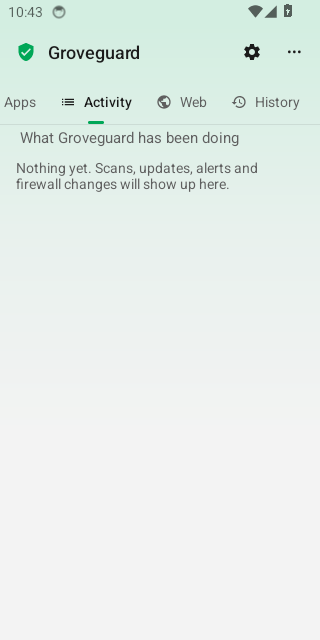 10:43
Groveguard
Apps
Activity
Web
History
What Groveguard has been doing
Nothing yet. Scans, updates, alerts and
firewall changes will show up here.